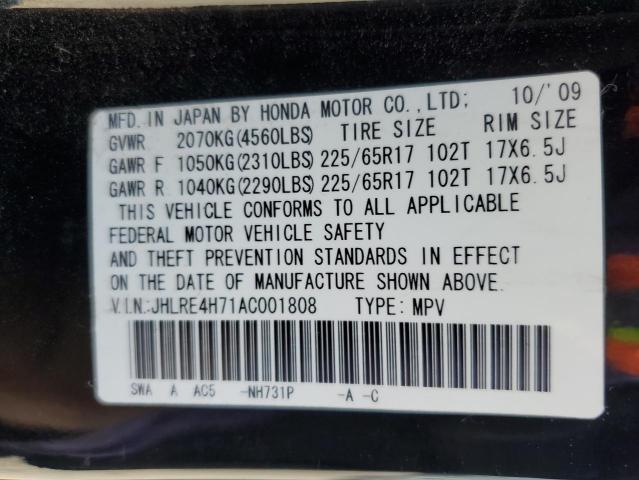 MFD. IN JAPAN BY HONDA MOTOR CO.,LTD; 10/'09
GVWR 2070KG(4560LBS) TIRE SIZE RIM SIZE
GAWR F 1050KG(2310LBS) 225/65R17 102T 17X6.5J
GAWR R 1040KG(2290LBS) 225/65R17 102T 17X6.5J
THIS VEHICLE CONFORMS TO ALL APPLICABLE
FEDERAL MOTOR VEHICLE SAFETY
AND THEFT PREVENTION STANDARDS IN EFFECT
ON THE DATE OF MANUFACTURE SHOWN ABOVE.
V.I.N.:JHLRE4H71AC001808 TYPE: MPV
SWA A AC5 -NH731P -A -C